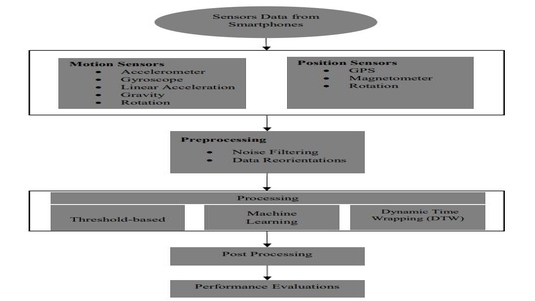 Sensors Data from
Smartphones
Motion Sensors
• Accelerometer
• Gyroscope
• Linear Acceleration
• Gravity
• Rotation
Position Sensors
• GPS
• Magnetometer
• Rotation
Preprocessing
• Noise Filtering
• Data Reorientations
Processing
Threshold-based
Machine
Learning
Dynamic Time
Wrapping (DTW)
Post Processing
Performance Evaluations